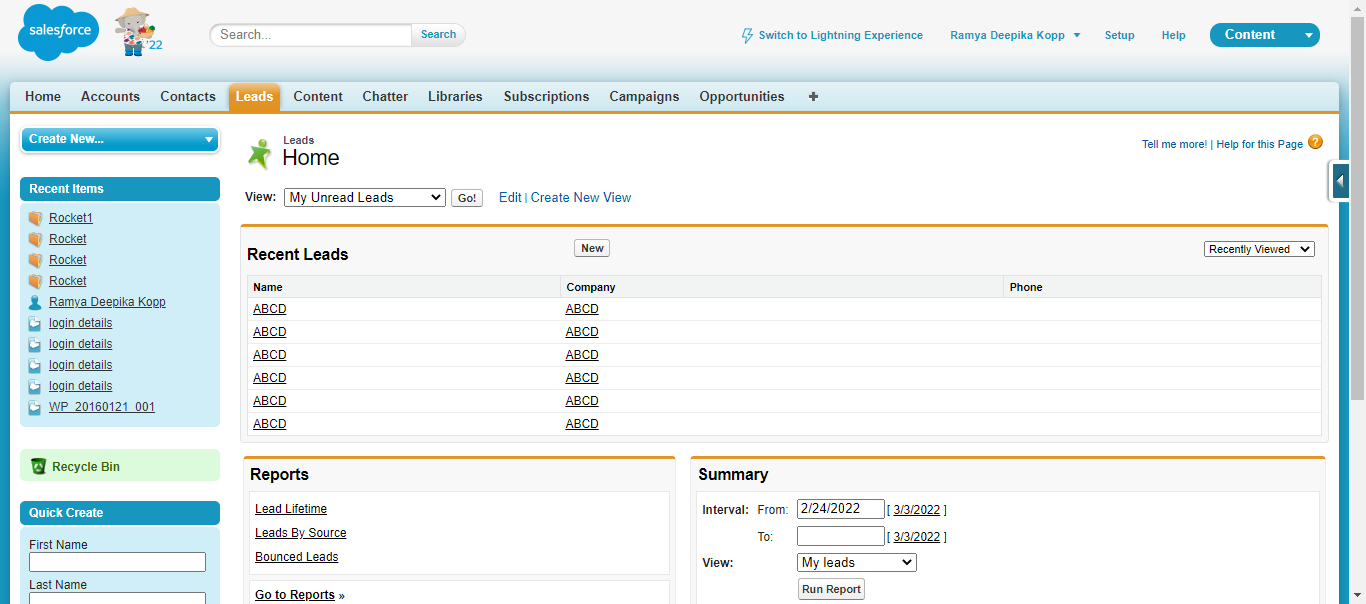 salesforce
'22
Search...
Search
Switch to Lightning Experience
Ramya Deepika Kopp
Setup
Help
Content
Home Accounts Contacts Leads Content Chatter Libraries Subscriptions Campaigns Opportunities +
Create New...
Recent Items
Rocket1
Rocket
Rocket
Rocket
Ramya Deepika Kopp
login details
login details
login details
login details
WP_20160121_001
Recycle Bin
Quick Create
First Name
Last Name
Leads
Home
Tell me more! | Help for this Page ?
View: My Unread Leads Go! Edit | Create New View
Recent Leads New Recently Viewed
Name Company Phone
ABCD ABCD
ABCD ABCD
ABCD ABCD
ABCD ABCD
ABCD ABCD
ABCD ABCD
Reports
Lead Lifetime
Leads By Source
Bounced Leads
Go to Reports »
Summary
Interval: From: 2/24/2022 [ 3/3/2022 ]
To: [ 3/3/2022 ]
View: My leads
Run Report